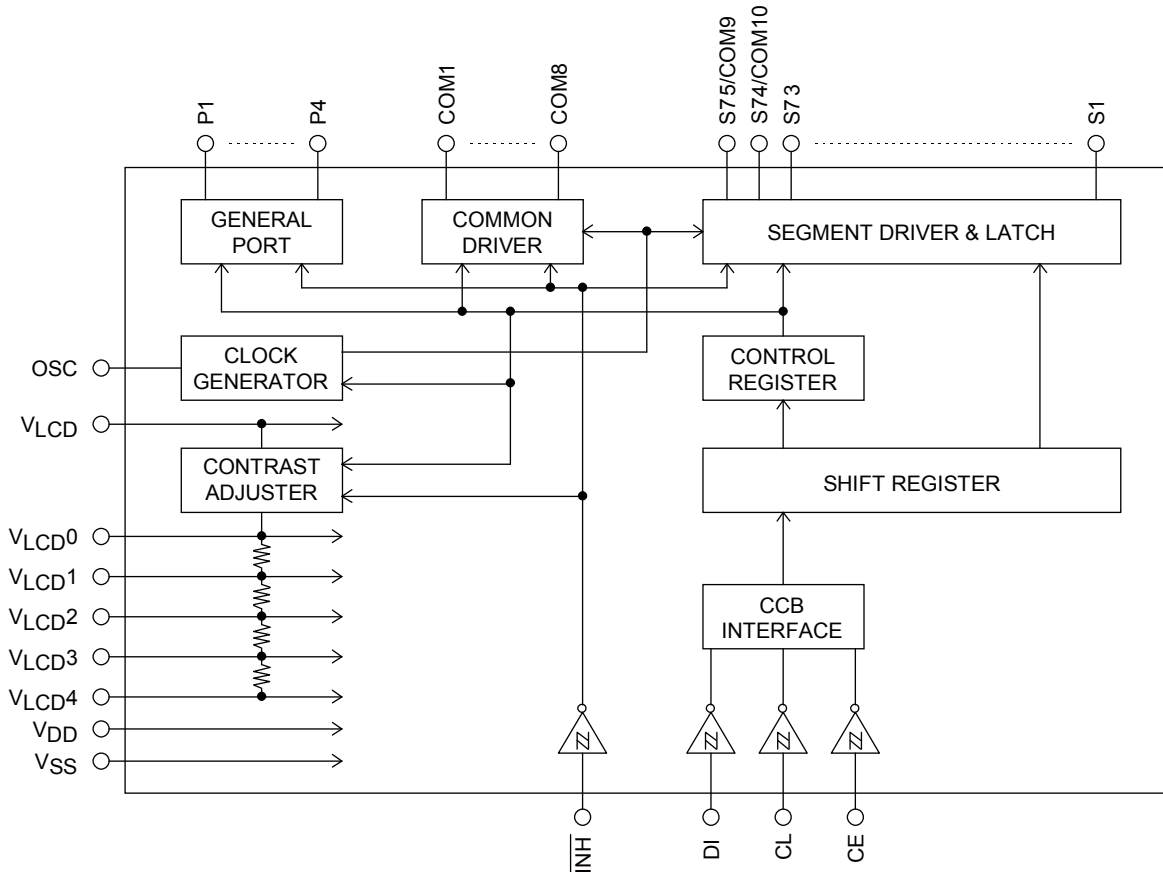 P1
P4
COM1
COM8
S75/COM9
S74/COM10
S73
S1
GENERAL
PORT
COMMON
DRIVER
SEGMENT DRIVER & LATCH
OSC
CLOCK
GENERATOR
CONTROL
REGISTER
VLCD
CONTRAST
ADJUSTER
SHIFT REGISTER
VLCD0
VLCD1
VLCD2
VLCD3
VLCD4
VDD
VSS
CCB
INTERFACE
INH
DI
CL
CE